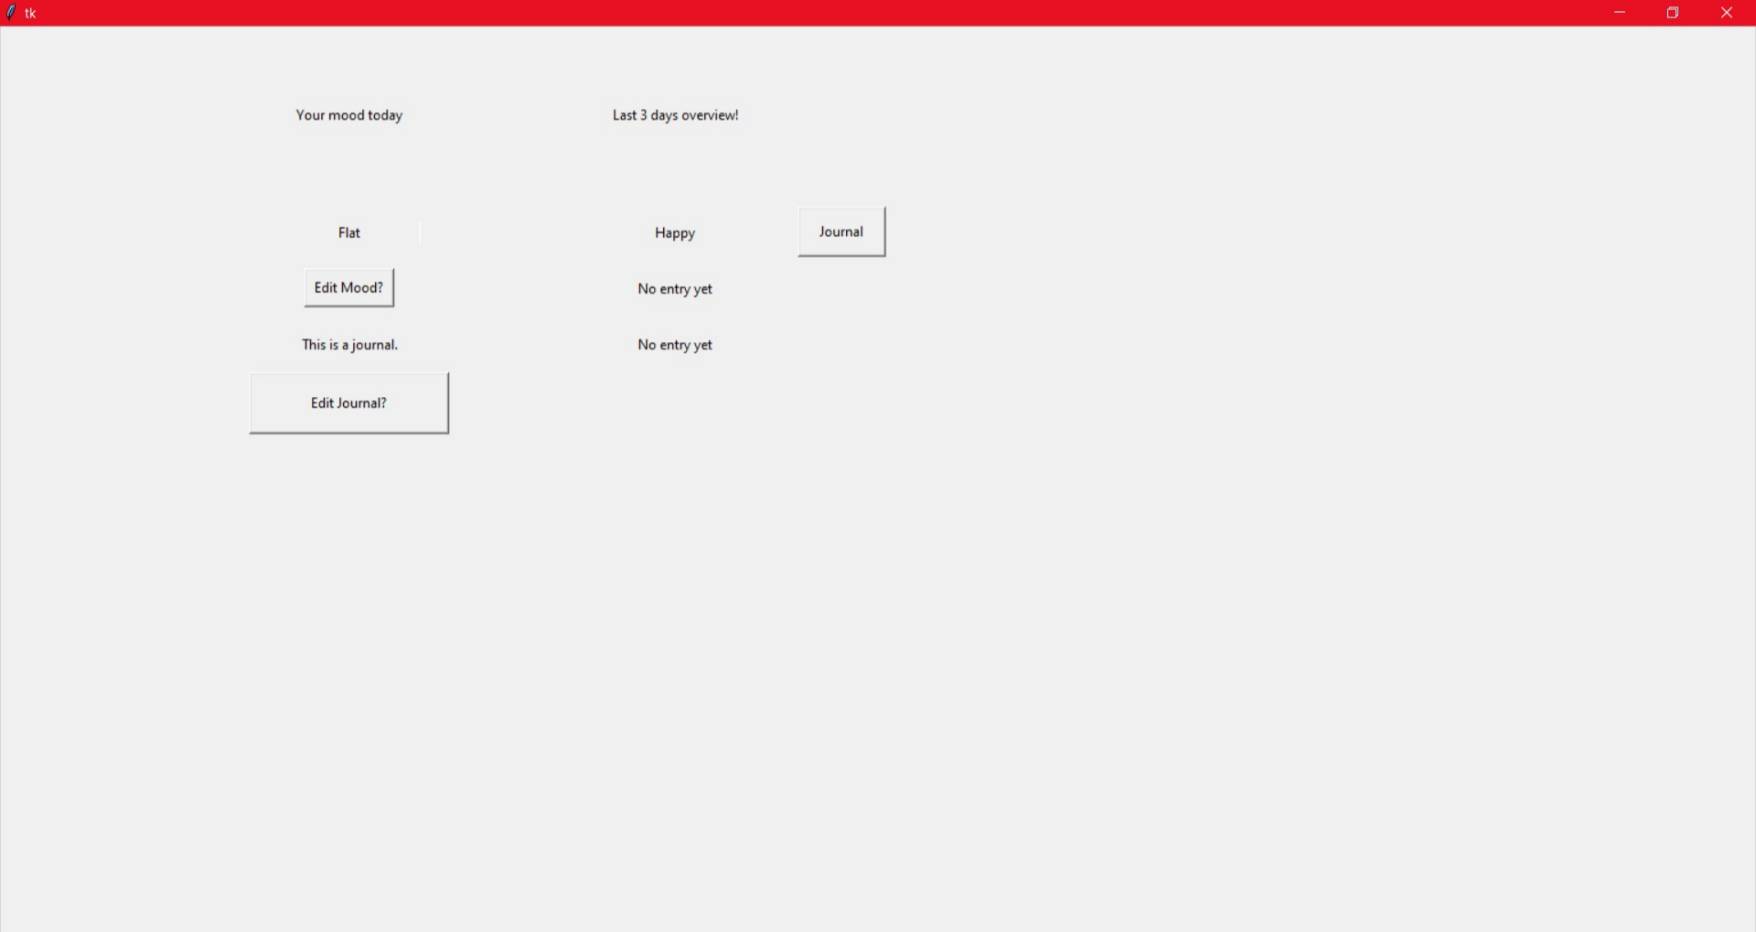 tk
Your mood today
Last 3 days overview!
Flat
Happy
Journal
Edit Mood?
No entry yet
This is a journal.
No entry yet
Edit Journal?